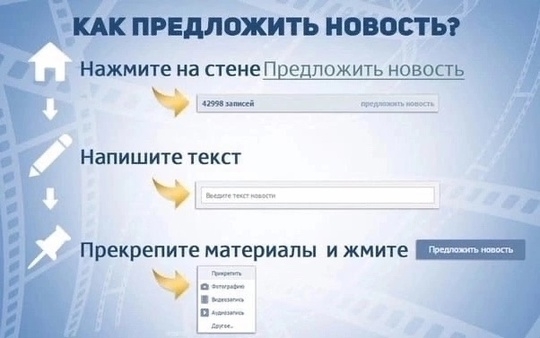 КАК ПРЕДЛОЖИТЬ НОВОСТЬ?
Нажмите на стене Предложить новость
42998 записей предложить новость
Напишите текст
Введите текст новости
Прекрепите материалы и жмите Предложить новость
Прикрепить
Фотографию
Видеозапись
Аудиозапись
Другое..